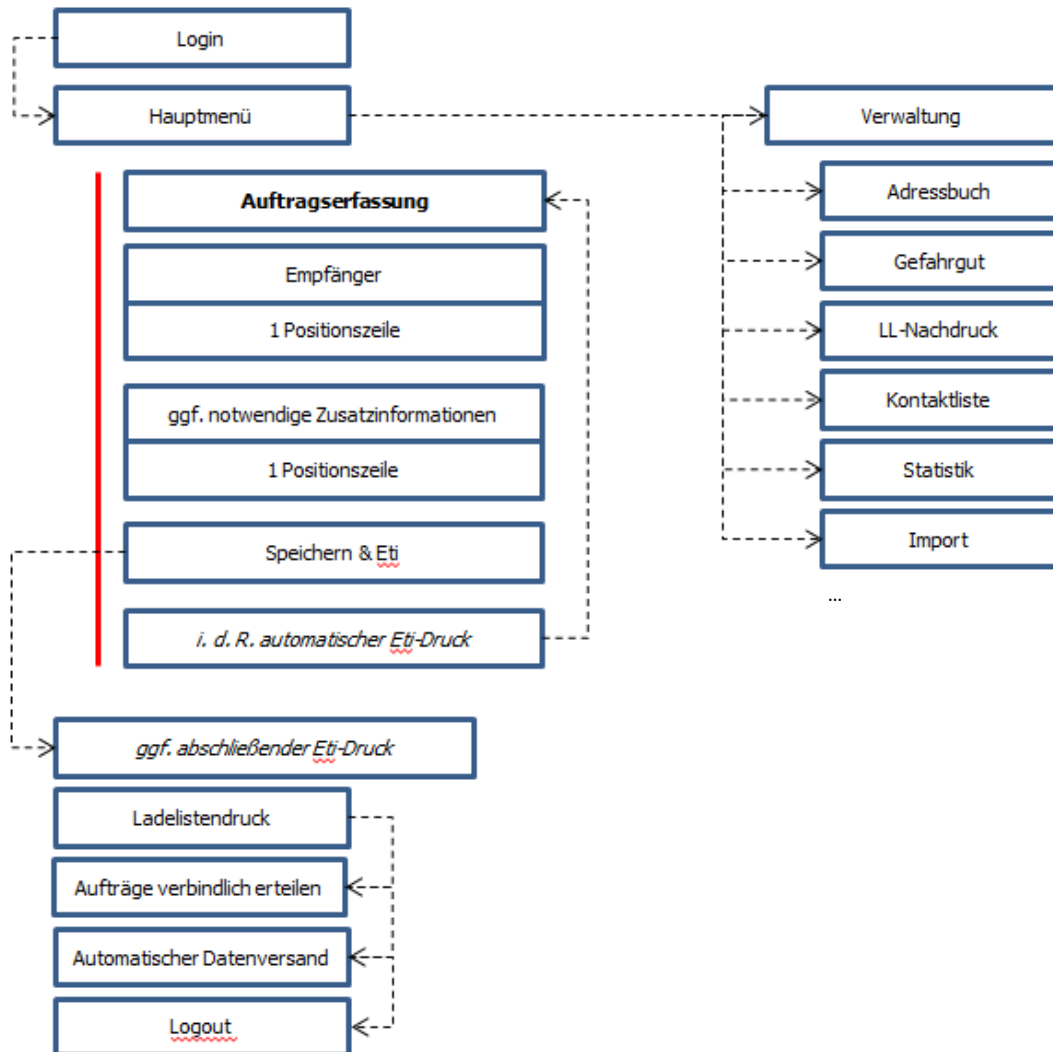 Login
Hauptmenü
Verwaltung
Auftragserfassung
Adressbuch
Empfänger
Gefahrgut
1 Positionszeile
LL-Nachdruck
ggf. notwendige Zusatzinformationen
Kontaktliste
1 Positionszeile
Statistik
Speichern & Eti
Import
...
i. d. R. automatischer Eti-Druck
ggf. abschließender Eti-Druck
Ladelistendruck
Aufträge verbindlich erteilen
Automatischer Datenversand
Logout